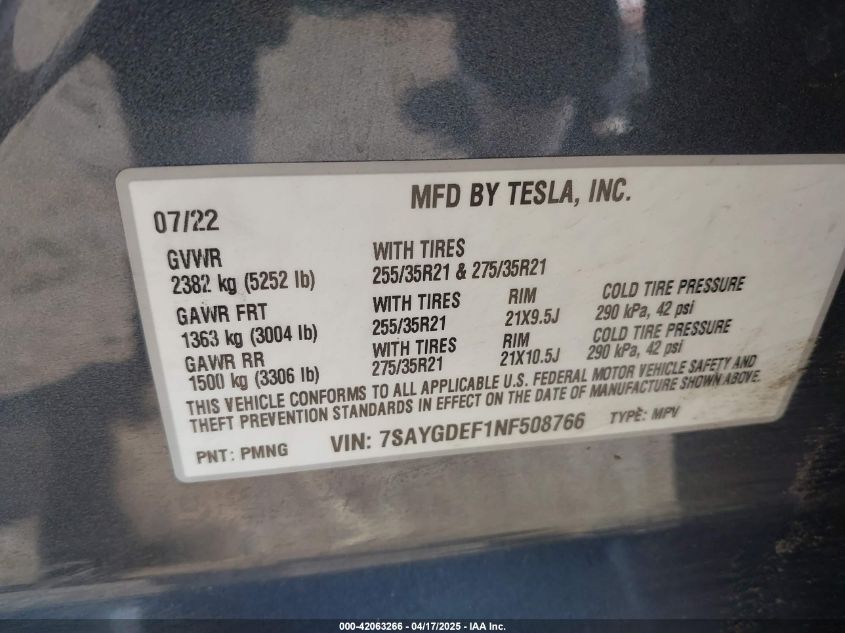 07/22
MFD BY TESLA, INC.
GVWR
2382 kg (5252 lb)
WITH TIRES
255/35R21 & 275/35R21
GAWR FRT
1363 kg (3004 lb)
WITH TIRES
255/35R21
RIM
21X9.5J
COLD TIRE PRESSURE
290 kPa, 42 psi
GAWR RR
1500 kg (3306 lb)
WITH TIRES
275/35R21
RIM
21X10.5J
COLD TIRE PRESSURE
290 kPa, 42 psi
THIS VEHICLE CONFORMS TO ALL APPLICABLE U.S. FEDERAL MOTOR VEHICLE SAFETY AND
THEFT PREVENTION STANDARDS IN EFFECT ON THE DATE OF MANUFACTURE SHOWN ABOVE.
PNT: PMNG
VIN: 7SAYGDEF1NF508766
TYPE: MPV
000-42063266 - 04/17/2025 - IAA Inc.